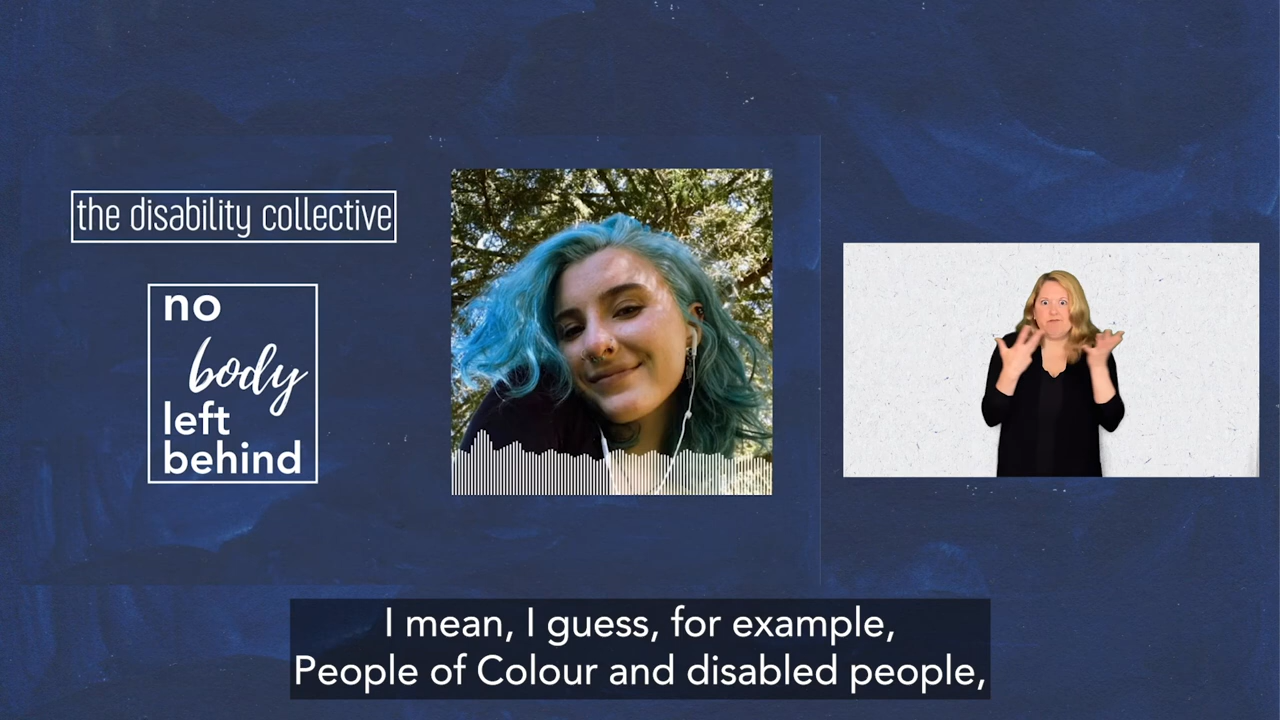 the disability collective
no
body
left
behind
I mean, I guess, for example,
People of Colour and disabled people,